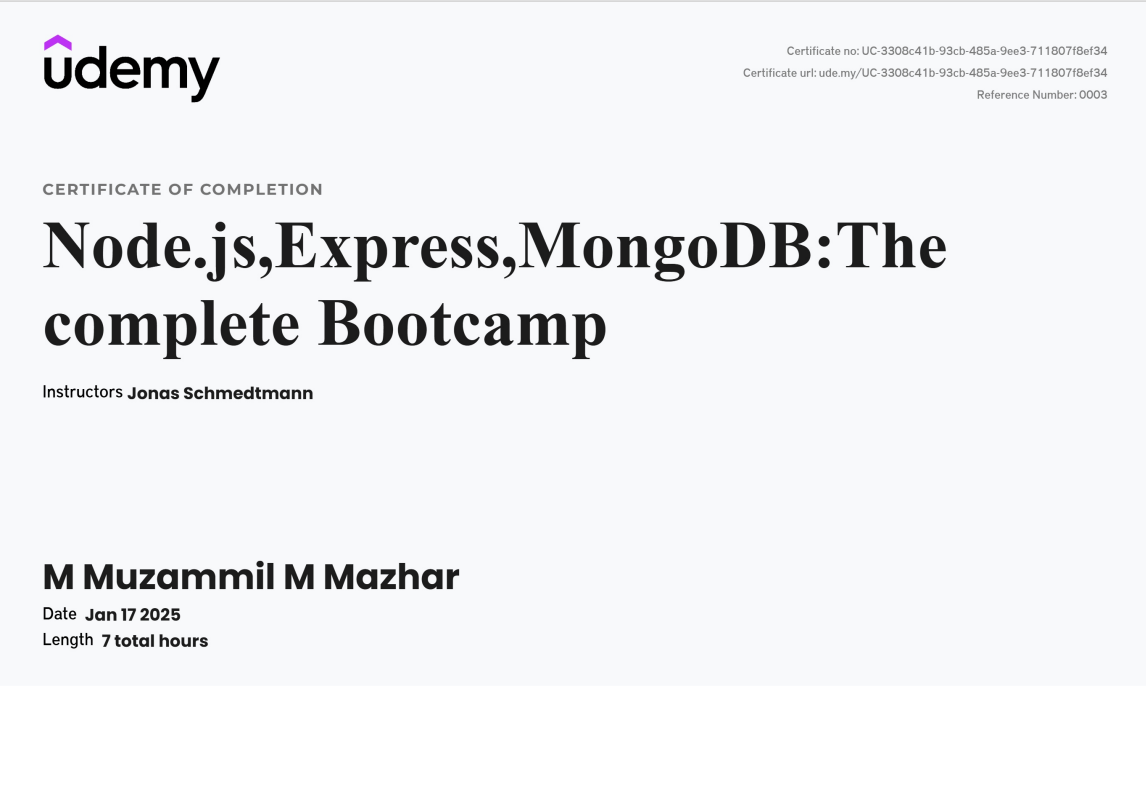 udemy
Certificate no: UC-3308c41b-93cb-485a-9ee3-711807f8ef34
Certificate url: ude.my/UC-3308c41b-93cb-485a-9ee3-711807f8ef34
Reference Number: 0003
CERTIFICATE OF COMPLETION
Node.js,Express,MongoDB:The
complete Bootcamp
Instructors Jonas Schmedtmann
M Muzammil M Mazhar
Date Jan 17 2025
Length 7 total hours